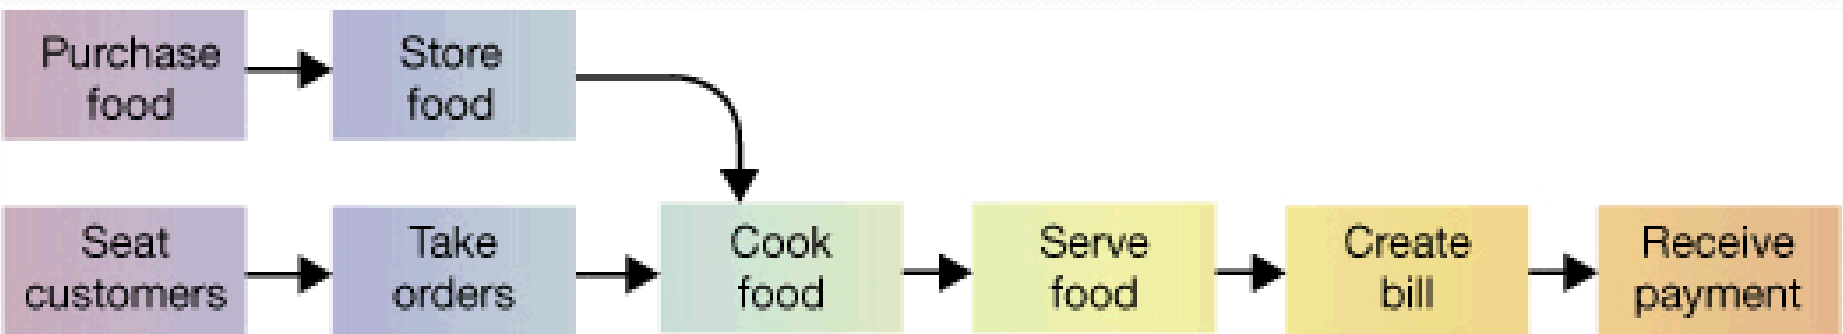 Purchase
food
Store
food
Seat
customers
Take
orders
Cook
food
Serve
food
Create
bill
Receive
payment